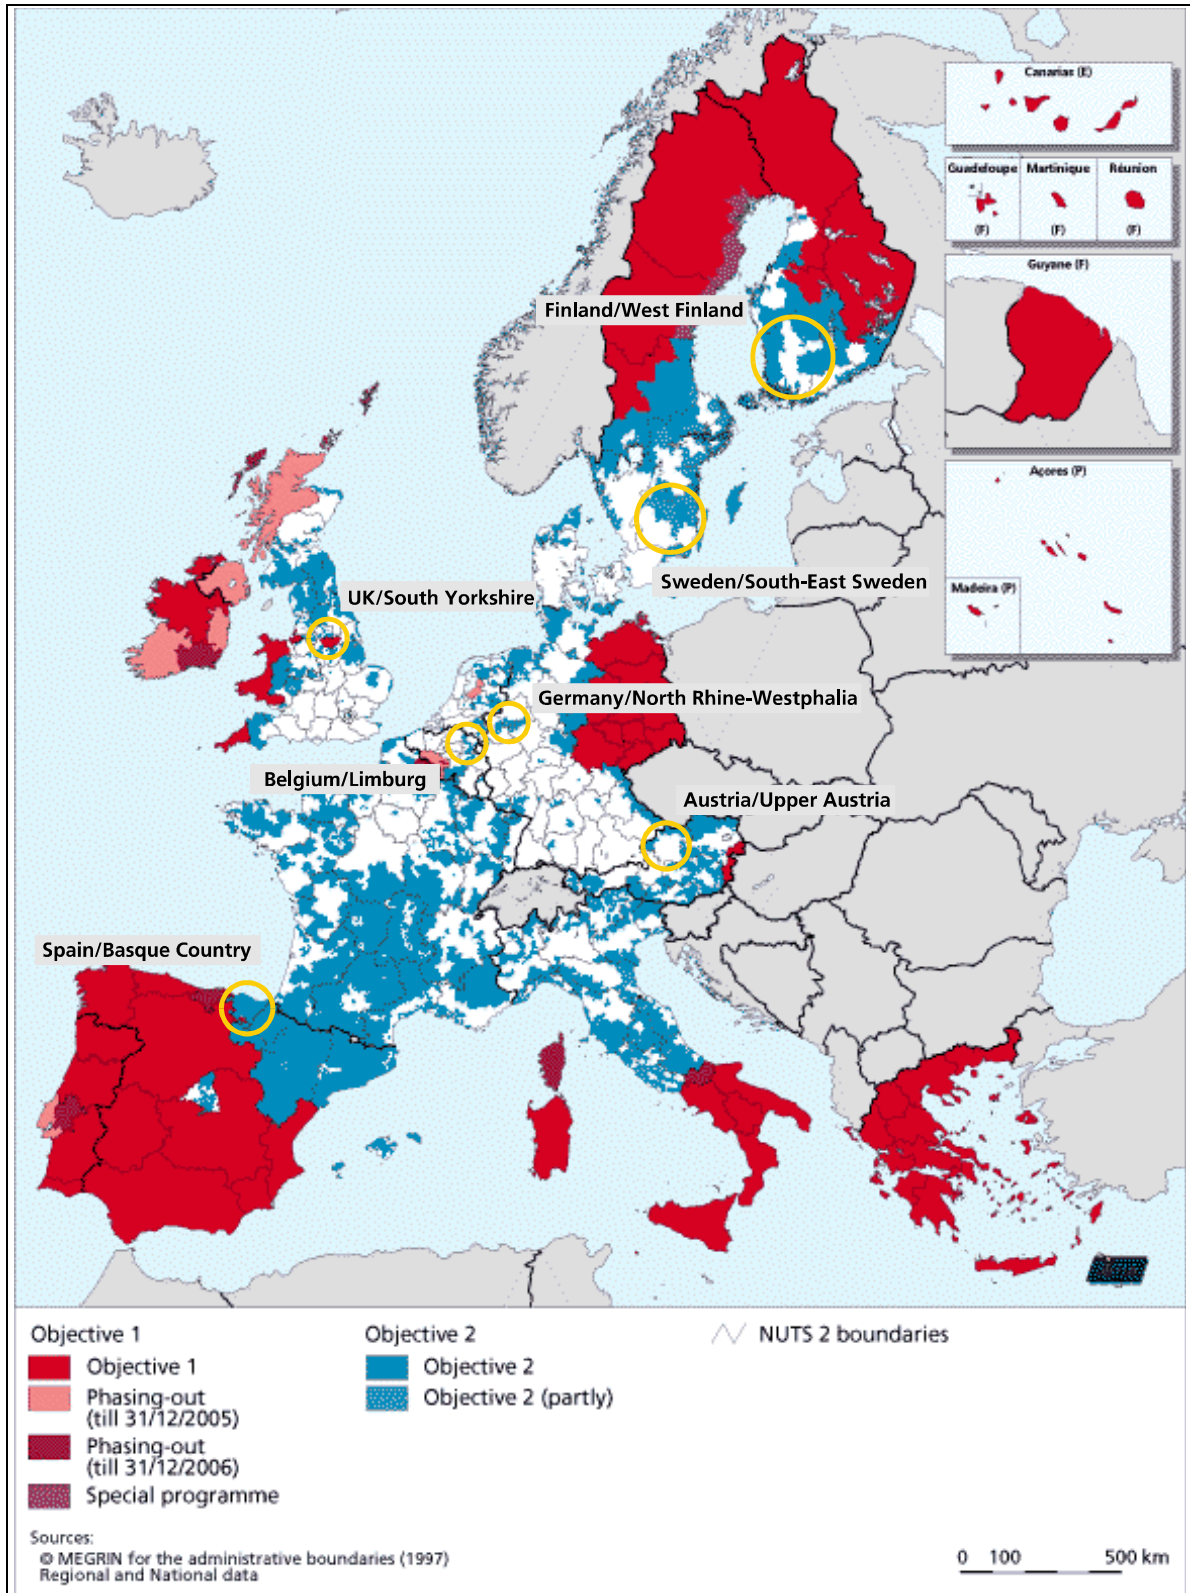 Canarias (E)
Guadeloupe
Martinique
Réunion
(F)
(F)
(F)
Guyane (F)
Finland/West Finland
Açores (P)
Sweden/South-East Sweden
Madeira (P)
UK/South Yorkshire
Germany/North Rhine-Westphalia
Belgium/Limburg
Austria/Upper Austria
Spain/Basque Country
Objective 1
Objective 1
Phasing-out
(till 31/12/2005)
Phasing-out
(till 31/12/2006)
Special programme
Objective 2
Objective 2
Objective 2 (partly)
NUTS 2 boundaries
Sources:
© MEGRIN for the administrative boundaries (1997)
Regional and National data
0 100 500 km